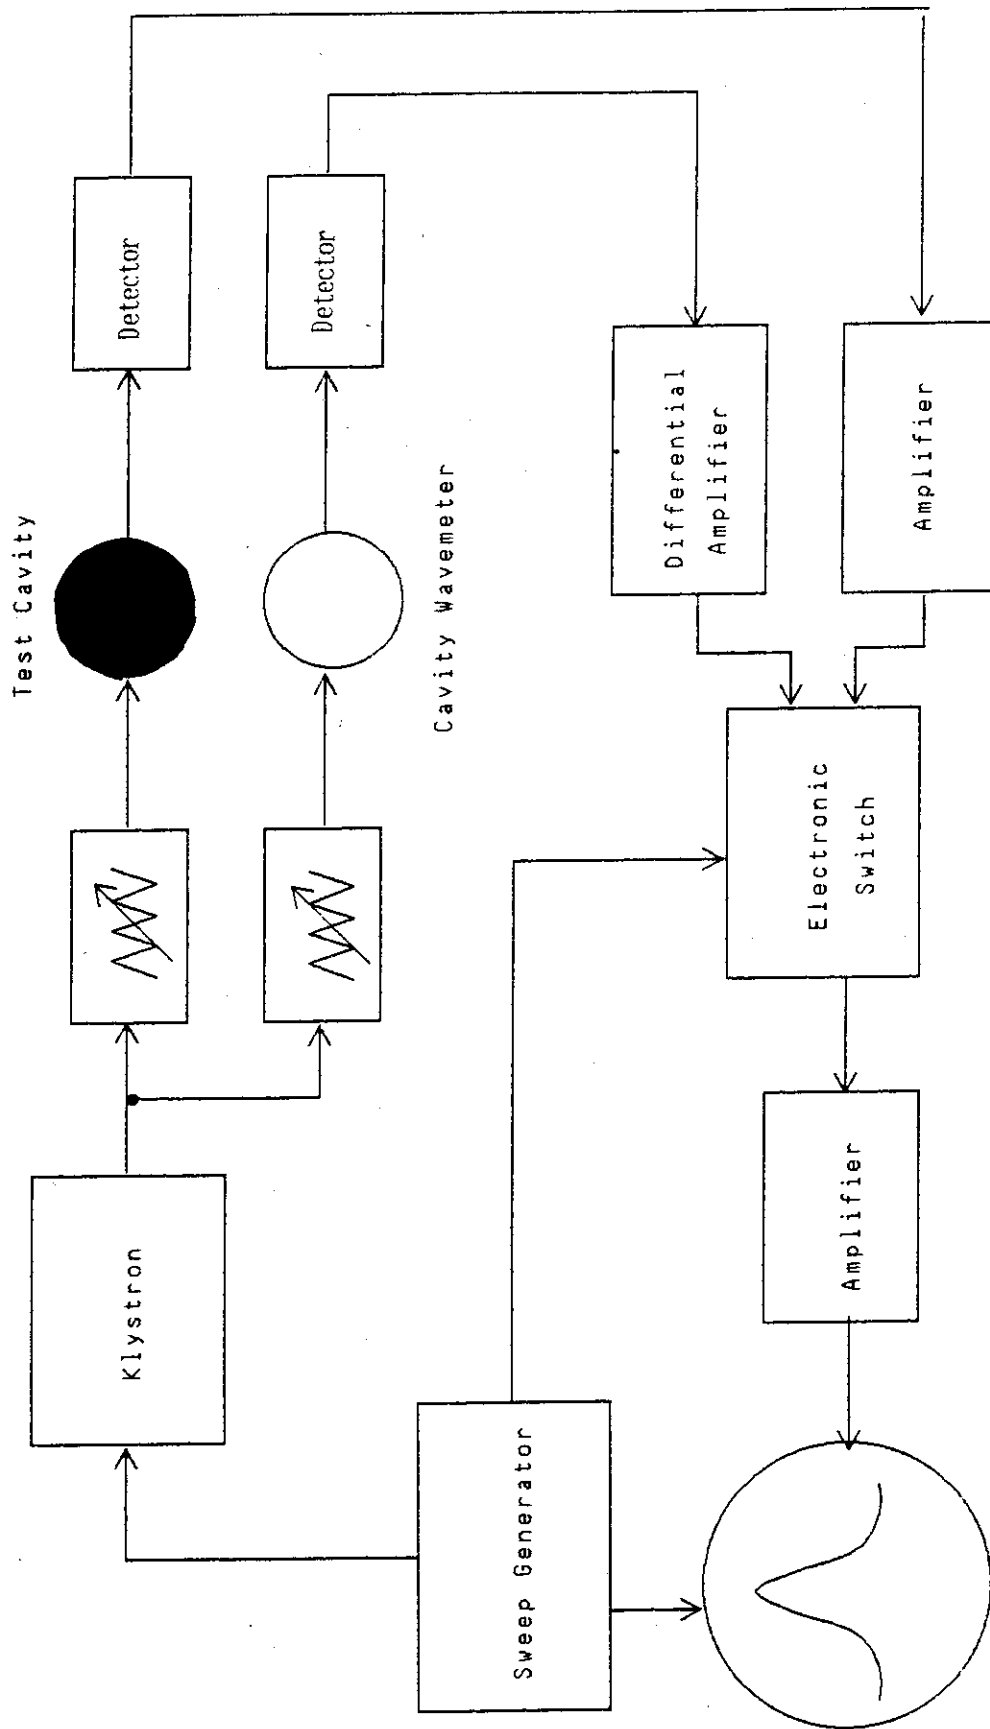 Test Cavity
Detector
Detector
Cavity Wavemeter
Klystron
Sweep Generator
Differential
Amplifier
Amplifier
Electronic
Switch
Amplifier